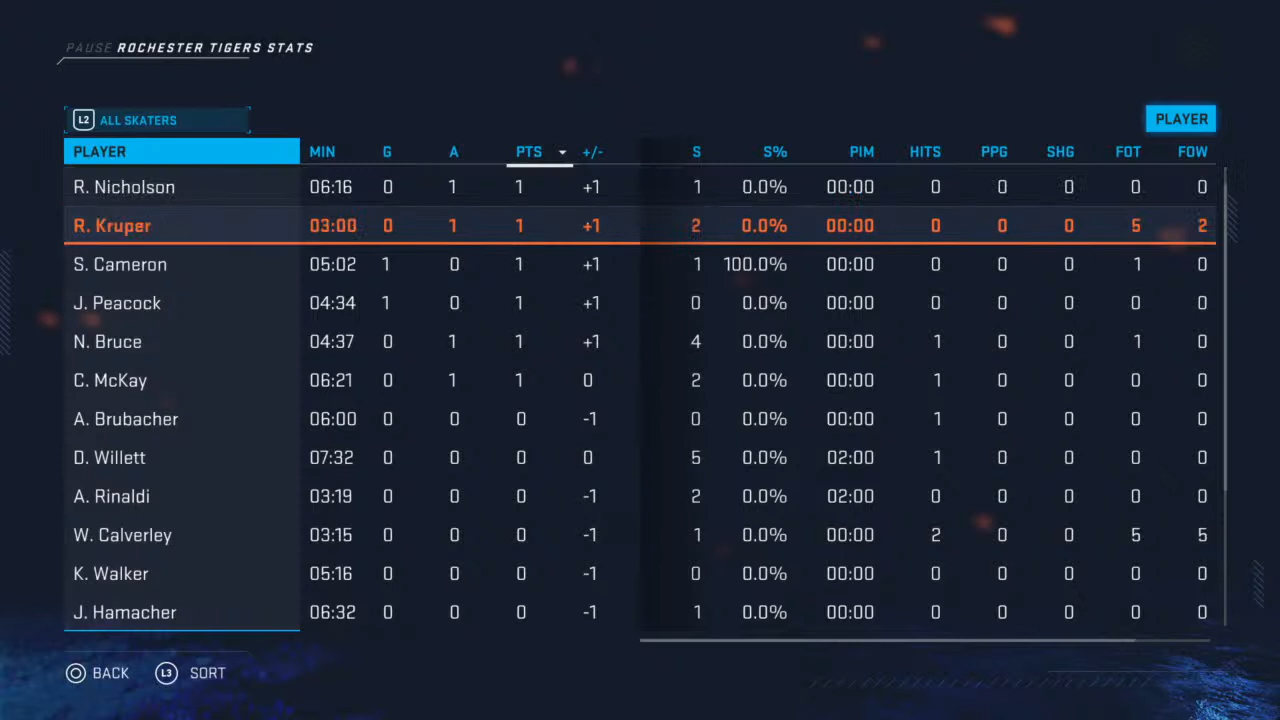 PAUSE ROCHESTER TIGERS STATS
L2 ALL SKATERS
PLAYER
PLAYER MIN G A PTS +/- S S% PIM HITS PPG SHG FOT FOW
R. Nicholson 06:16 0 1 1 +1 1 0.0% 00:00 0 0 0 0 0
R. Kruper 03:00 0 1 1 +1 2 0.0% 00:00 0 0 0 5 2
S. Cameron 05:02 1 0 1 +1 1 100.0% 00:00 0 0 0 1 0
J. Peacock 04:34 1 0 1 +1 0 0.0% 00:00 0 0 0 0 0
N. Bruce 04:37 0 1 1 +1 4 0.0% 00:00 1 0 0 1 0
C. McKay 06:21 0 1 1 0 2 0.0% 00:00 1 0 0 0 0
A. Brubacher 06:00 0 0 0 -1 0 0.0% 00:00 1 0 0 0 0
D. Willett 07:32 0 0 0 0 5 0.0% 02:00 1 0 0 0 0
A. Rinaldi 03:19 0 0 0 -1 2 0.0% 02:00 0 0 0 0 0
W. Calverley 03:15 0 0 0 -1 1 0.0% 00:00 2 0 0 5 5
K. Walker 05:16 0 0 0 -1 0 0.0% 00:00 0 0 0 0 0
J. Hamacher 06:32 0 0 0 -1 1 0.0% 00:00 0 0 0 0 0
BACK L3 SORT